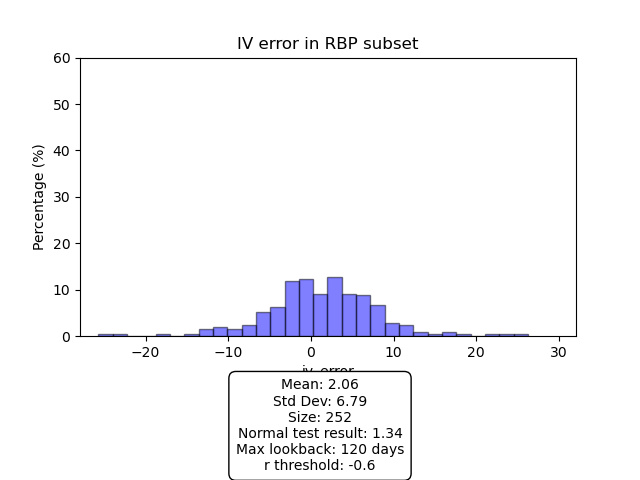 IV error in RBP subset
60
50
40
30
20
10
0
Percentage (%)
−20
−10
0
10
20
30
iv_error
Mean: 2.06
Std Dev: 6.79
Size: 252
Normal test result: 1.34
Max lookback: 120 days
r threshold: -0.6